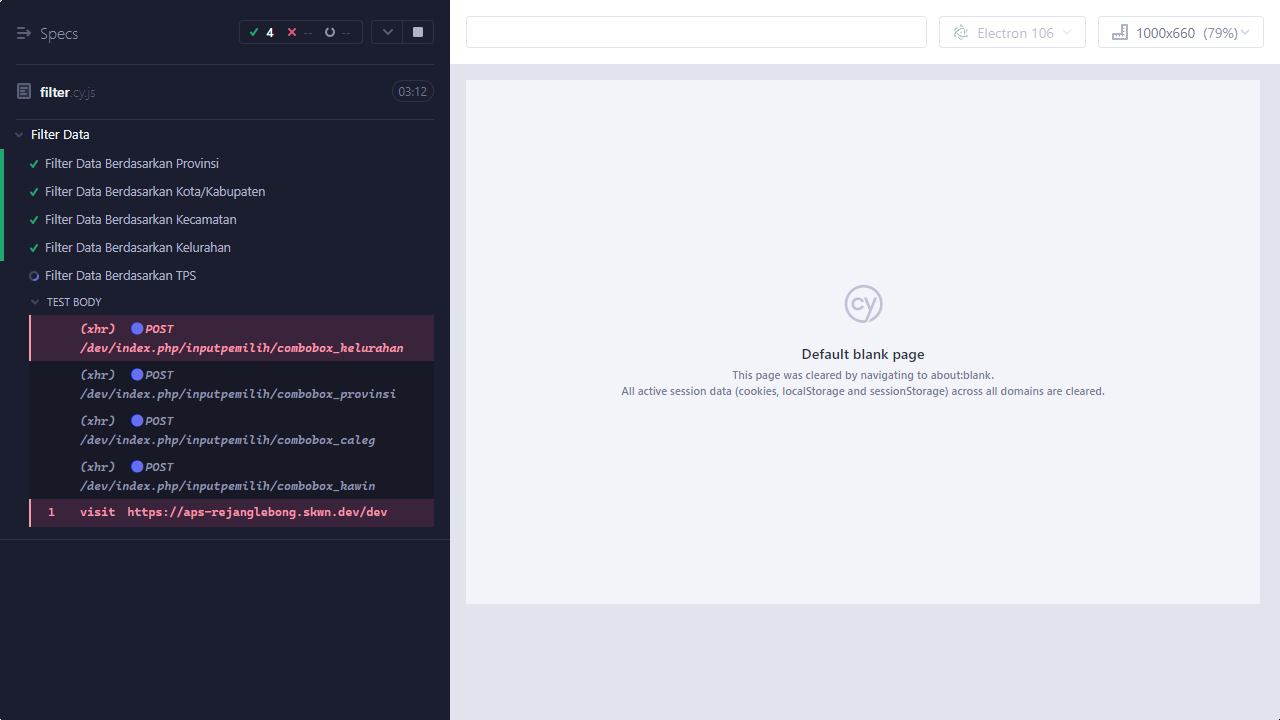 Specs
4
--
--
filter.cy.js
03:12
Filter Data
Filter Data Berdasarkan Provinsi
Filter Data Berdasarkan Kota/Kabupaten
Filter Data Berdasarkan Kecamatan
Filter Data Berdasarkan Kelurahan
Filter Data Berdasarkan TPS
TEST BODY
(xhr) POST
/dev/index.php/inputpemilih/combobox_kelurahan
(xhr) POST
/dev/index.php/inputpemilih/combobox_provinsi
(xhr) POST
/dev/index.php/inputpemilih/combobox_caleg
(xhr) POST
/dev/index.php/inputpemilih/combobox_kawin
1 visit https://aps-rejanglebong.skwn.dev/dev
Electron 106
1000x660 (79%)
cy
Default blank page
This page was cleared by navigating to about:blank.
All active session data (cookies, localStorage and sessionStorage) across all domains are cleared.